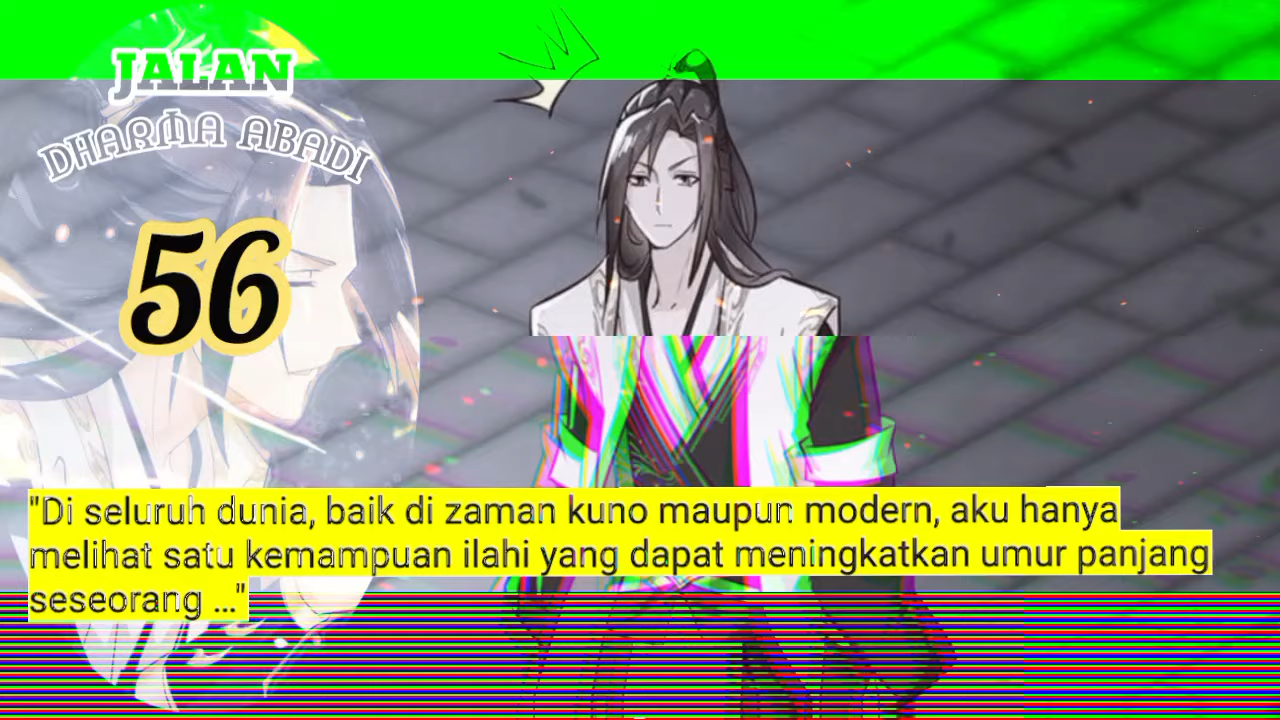 JALAN
DHARMA ABADI
56
"Di seluruh dunia, baik di zaman kuno maupun modern, aku hanya
melihat satu kemampuan ilahi yang dapat meningkatkan umur panjang
seseorang ..."